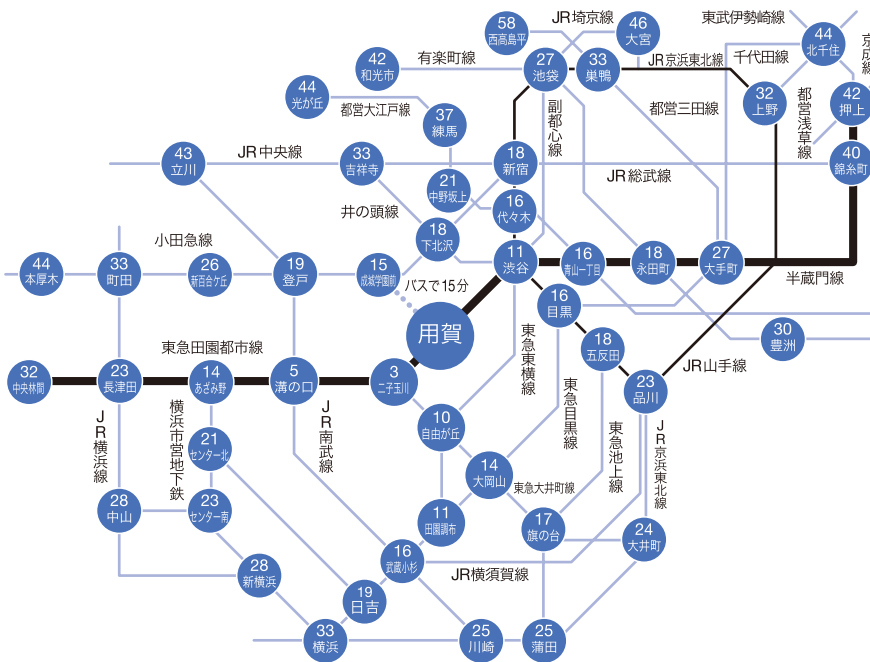 58
西高島平
JR埼京線
46
大宮
東武伊勢崎線
44
北千住
京成線
42
和光市
有楽町線
27
池袋
33
巣鴨
JR京浜東北線
千代田線
44
光が丘
都営大江戸線
37
練馬
副都心線
都営三田線
32
上野
都営浅草線
42
押上
43
立川
JR中央線
33
吉祥寺
18
新宿
JR総武線
40
錦糸町
21
中野坂上
16
代々木
井の頭線
18
下北沢
小田急線
44
本厚木
33
町田
26
新百合ケ丘
19
登戸
15
成城学園前
バスで15分
11
渋谷
16
青山一丁目
18
永田町
27
大手町
半蔵門線
用賀
16
目黒
18
五反田
30
豊洲
東急田園都市線
東急東横線
JR山手線
32
中央林間
23
長津田
14
あざみ野
5
溝の口
3
二子玉川
23
品川
JR横浜線
横浜市営地下鉄
JR南武線
10
自由が丘
東急目黒線
東急池上線
JR京浜東北線
21
センター北
14
大岡山
東急大井町線
28
中山
23
センター南
11
田園調布
17
旗の台
24
大井町
28
新横浜
16
武蔵小杉
JR横須賀線
19
日吉
33
横浜
25
川崎
25
蒲田